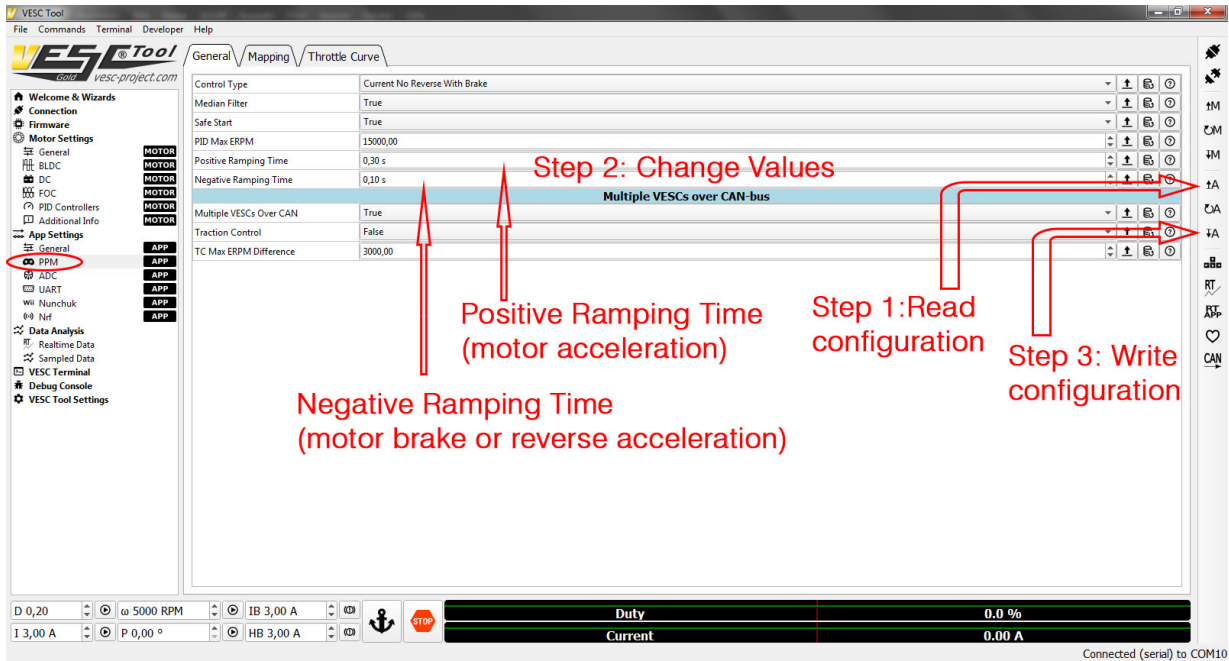 VESC Tool
File Commands Terminal Developer Help
VESC Tool
®
Gold vesc-project.com
Welcome & Wizards
Connection
Firmware
Motor Settings
General MOTOR
BLDC MOTOR
DC MOTOR
FOC MOTOR
PID Controllers MOTOR
Additional Info MOTOR
App Settings
General APP
PPM APP
ADC APP
UART APP
Wii Nunchuk APP
Nrf APP
Data Analysis
RT Realtime Data
Sampled Data
VESC Terminal
Debug Console
VESC Tool Settings
General Mapping Throttle Curve
Control Type Current No Reverse With Brake
Median Filter True
Safe Start True
PID Max ERPM 15000,00
Positive Ramping Time 0,30 s
Negative Ramping Time 0,10 s
Multiple VESCs over CAN-bus
Multiple VESCs Over CAN True
Traction Control False
TC Max ERPM Difference 3000,00
Step 2: Change Values
Positive Ramping Time
(motor acceleration)
Negative Ramping Time
(motor brake or reverse acceleration)
Step 1:Read
configuration
Step 3: Write
configuration
M
M
M
A
A
A
RT
RT
APP
CAN
D 0,20 ω 5000 RPM IB 3,00 A
I 3,00 A P 0,00 ° HB 3,00 A
STOP
Duty 0.0 %
Current 0.00 A
Connected (serial) to COM10